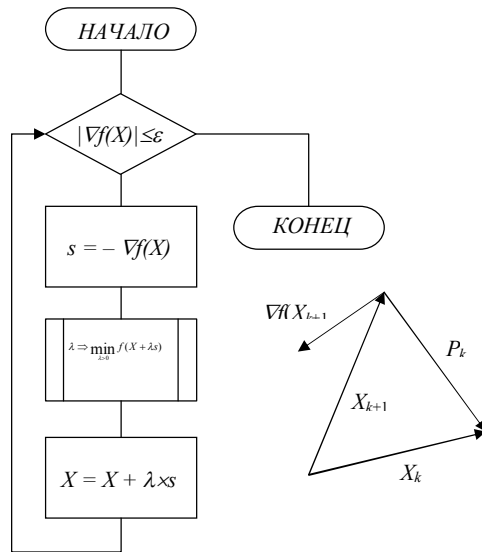 НАЧАЛО
|∇f(X)|≤ε
s = – ∇f(X)
КОНЕЦ
λ ⇒ min f(X + λs)
λ>0
X = X + λ×s
∇f(X_{k+1}
P_k
X_{k+1}
X_k